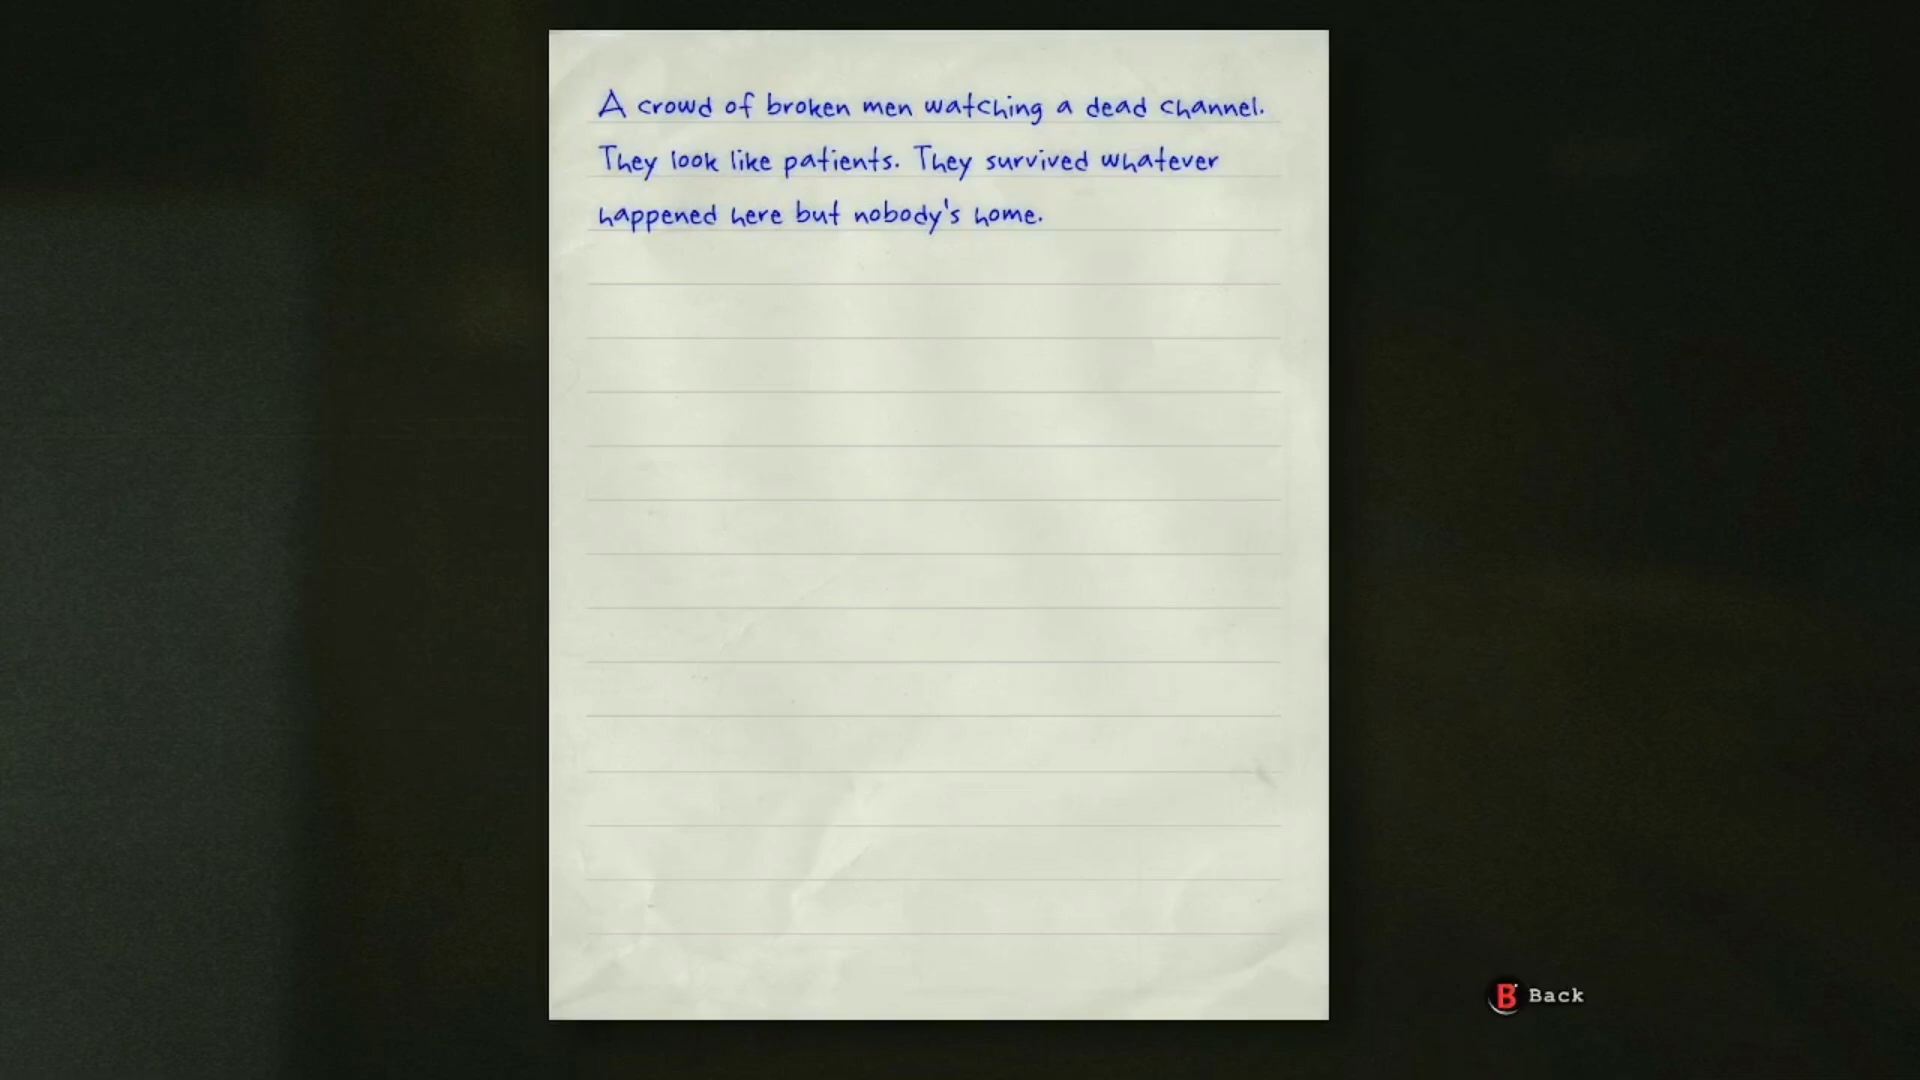 A crowd of broken men watching a dead channel.
They look like patients. They survived whatever
happened here but nobody's home.
B Back